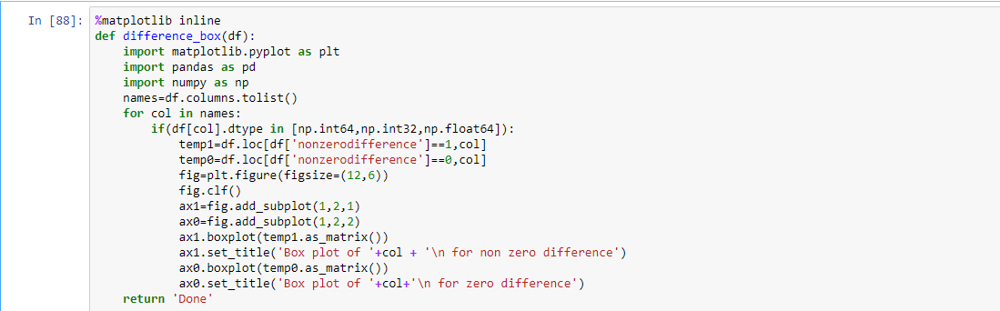 In [88]: %matplotlib inline
def difference_box(df):
    import matplotlib.pyplot as plt
    import pandas as pd
    import numpy as np
    names=df.columns.tolist()
    for col in names:
        if(df[col].dtype in [np.int64,np.int32,np.float64]):
            temp1=df.loc[df['nonzerodifference']==1,col]
            temp0=df.loc[df['nonzerodifference']==0,col]
            fig=plt.figure(figsize=(12,6))
            fig.clf()
            ax1=fig.add_subplot(1,2,1)
            ax0=fig.add_subplot(1,2,2)
            ax1.boxplot(temp1.as_matrix())
            ax1.set_title('Box plot of '+col + '\n for non zero difference')
            ax0.boxplot(temp0.as_matrix())
            ax0.set_title('Box plot of '+col+'\n for zero difference')
    return 'Done'